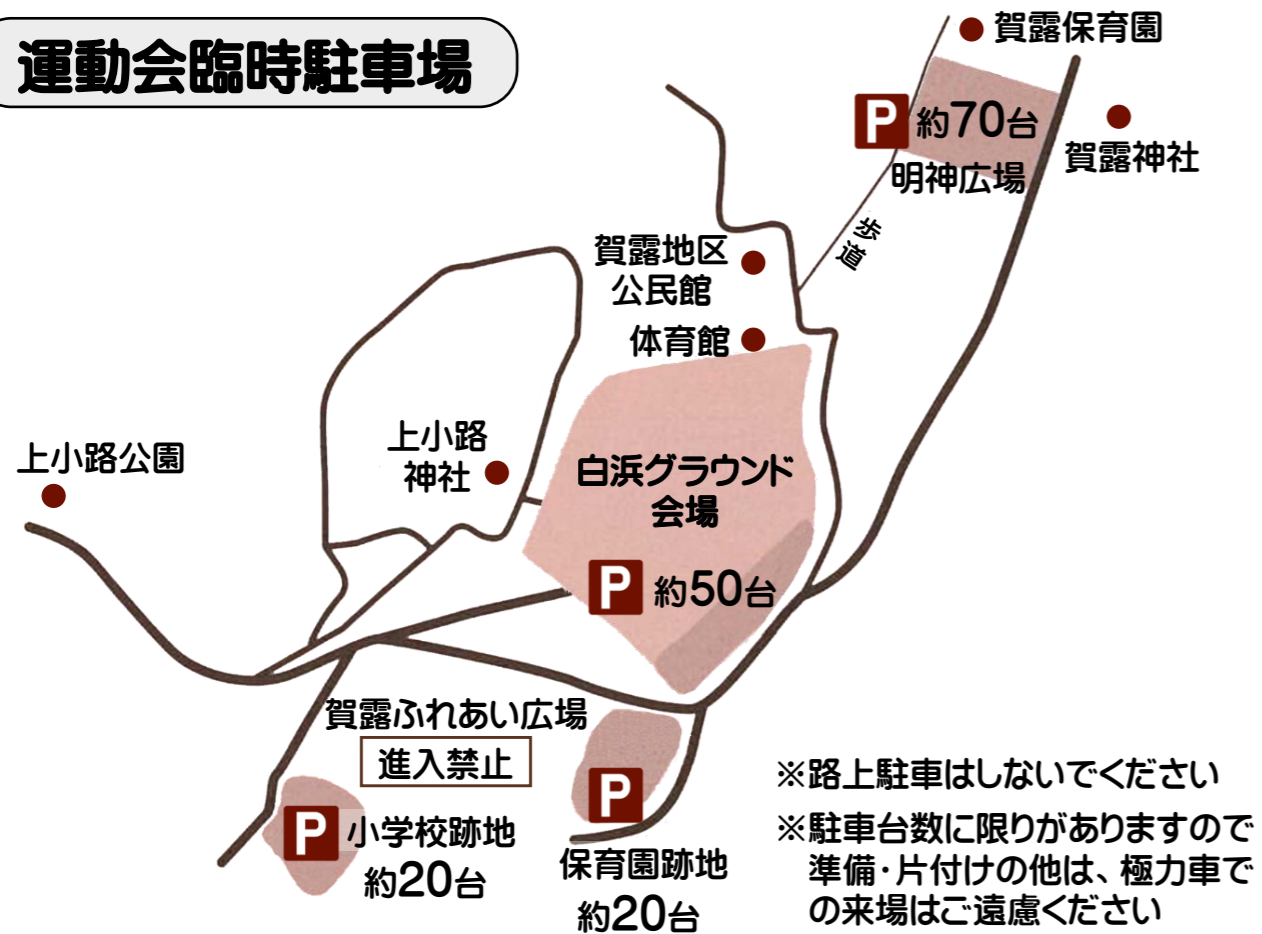 運動会臨時駐車場
賀露保育園
P 約70台
明神広場
賀露神社
歩道
賀露地区
公民館
体育館
上小路公園
上小路
神社
白浜グラウンド
会場
P 約50台
賀露ふれあい広場
進入禁止
P 小学校跡地
約20台
P
保育園跡地
約20台
※路上駐車はしないでください
※駐車台数に限りがありますので
準備・片付けの他は、極力車で
の来場はご遠慮ください